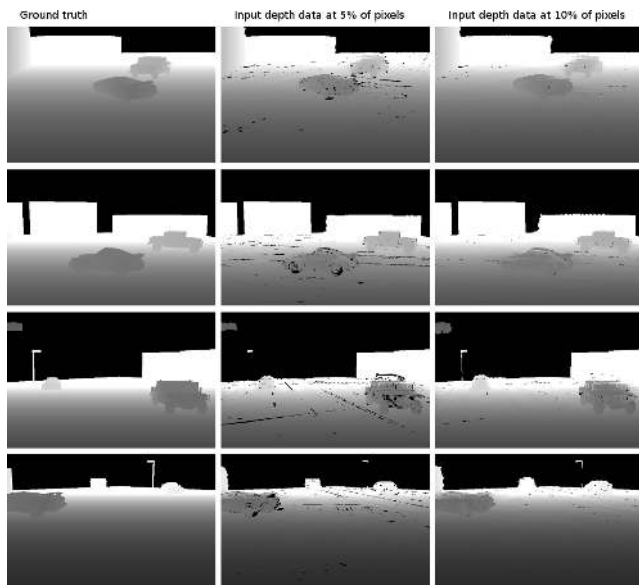 Ground truth
Input depth data at 5% of pixels
Input depth data at 10% of pixels